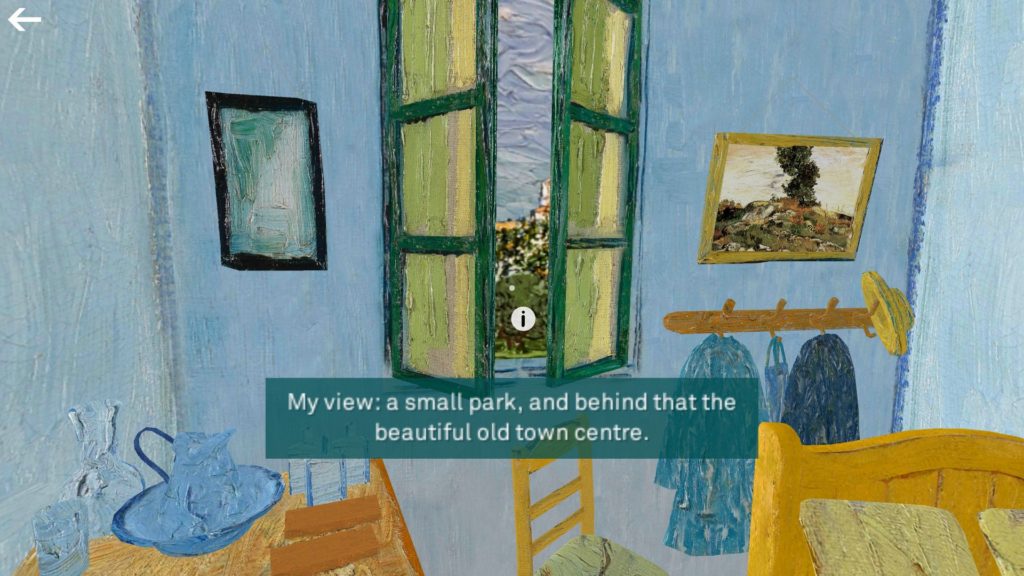 My view: a small park, and behind that the
beautiful old town centre.